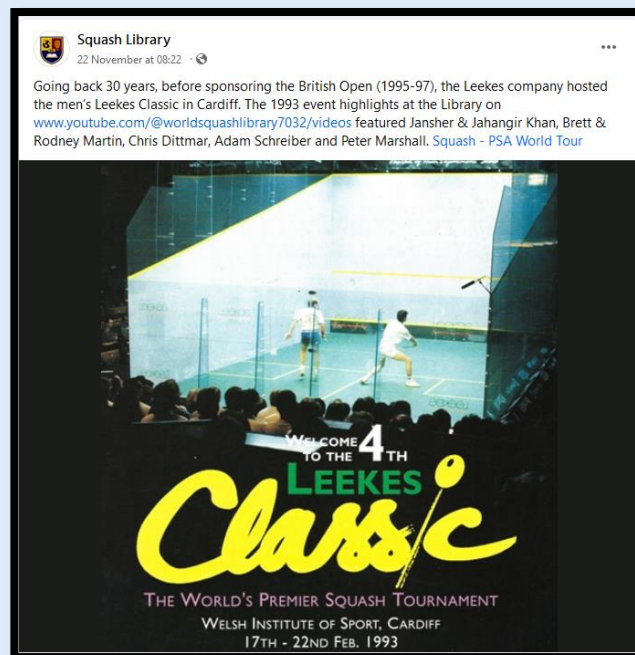 Squash Library
22 November at 08:22 ·
Going back 30 years, before sponsoring the British Open (1995-97), the Leekes company hosted
the men's Leekes Classic in Cardiff. The 1993 event highlights at the Library on
www.youtube.com/@worldsquashlibrary7032/videos featured Jansher & Jahangir Khan, Brett &
Rodney Martin, Chris Dittmar, Adam Schreiber and Peter Marshall. Squash - PSA World Tour
WELCOME
TO THE 4TH
LEEKES
Classic
THE WORLD'S PREMIER SQUASH TOURNAMENT
WELSH INSTITUTE OF SPORT, CARDIFF
17TH - 22ND FEB. 1993